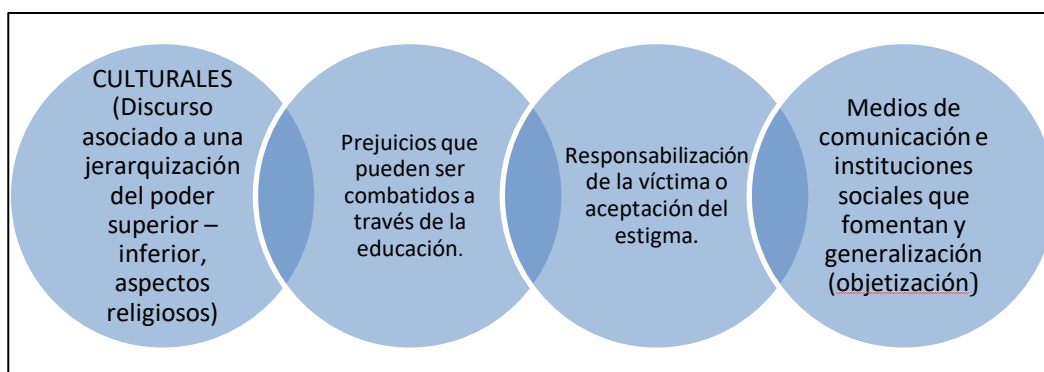 CULTURALES
(Discurso
asociado a una
jerarquización
del poder
superior –
inferior,
aspectos
religiosos)
Prejuicios que
pueden ser
combatidos a
través de la
educación.
Responsabilización
de la víctima o
aceptación del
estigma.
Medios de
comunicación e
instituciones
sociales que
fomentan y
generalización
(objetización)